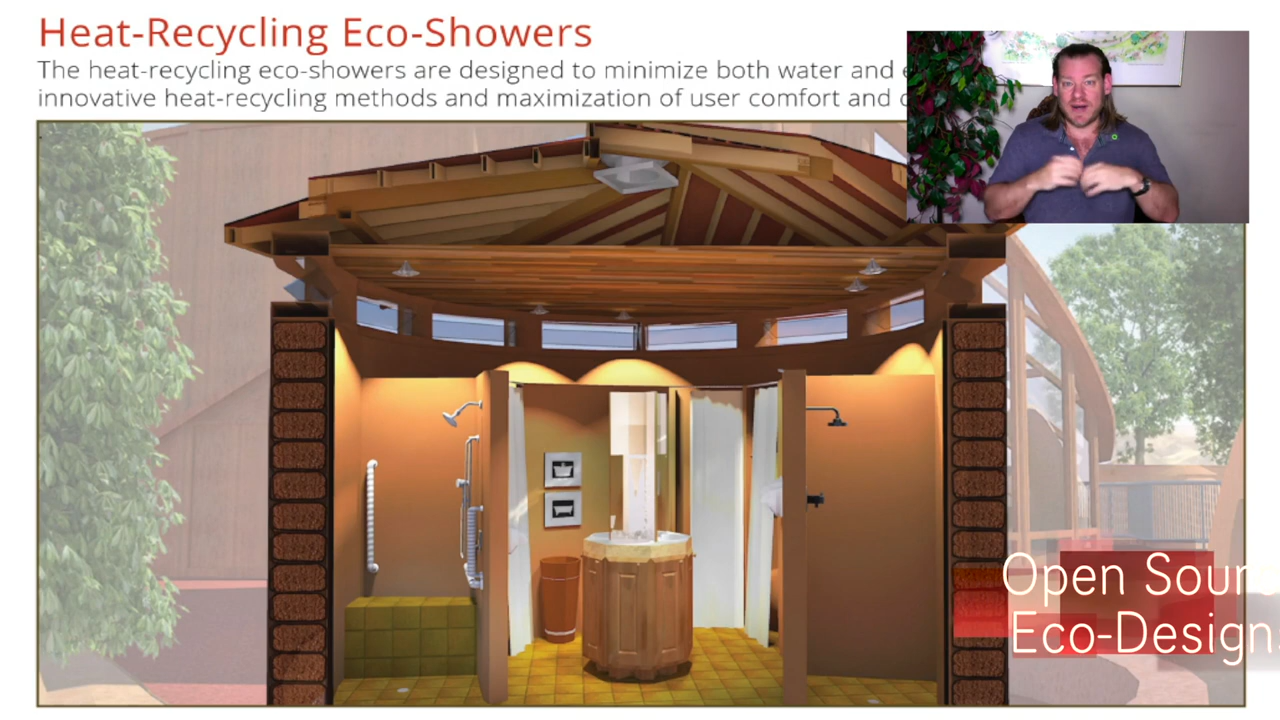 Heat-Recycling Eco-Showers
The heat-recycling eco-showers are designed to minimize both water and
innovative heat-recycling methods and maximization of user comfort and
Open Sour
Eco-Design